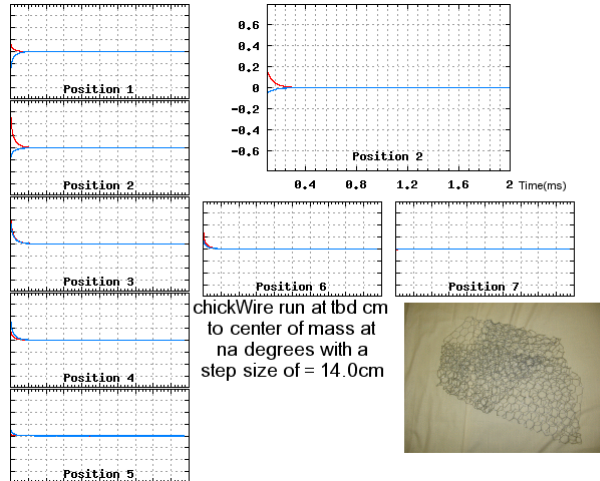 Position 1
Position 2
Position 3
Position 4
Position 5
0.6
0.4
0.2
0
-0.2
-0.4
-0.6
Position 2
0.4
0.8
1.2
1.6
2
Time(ms)
Position 6
Position 7
chickWire run at tbd cm
to center of mass at
na degrees with a
step size of = 14.0cm